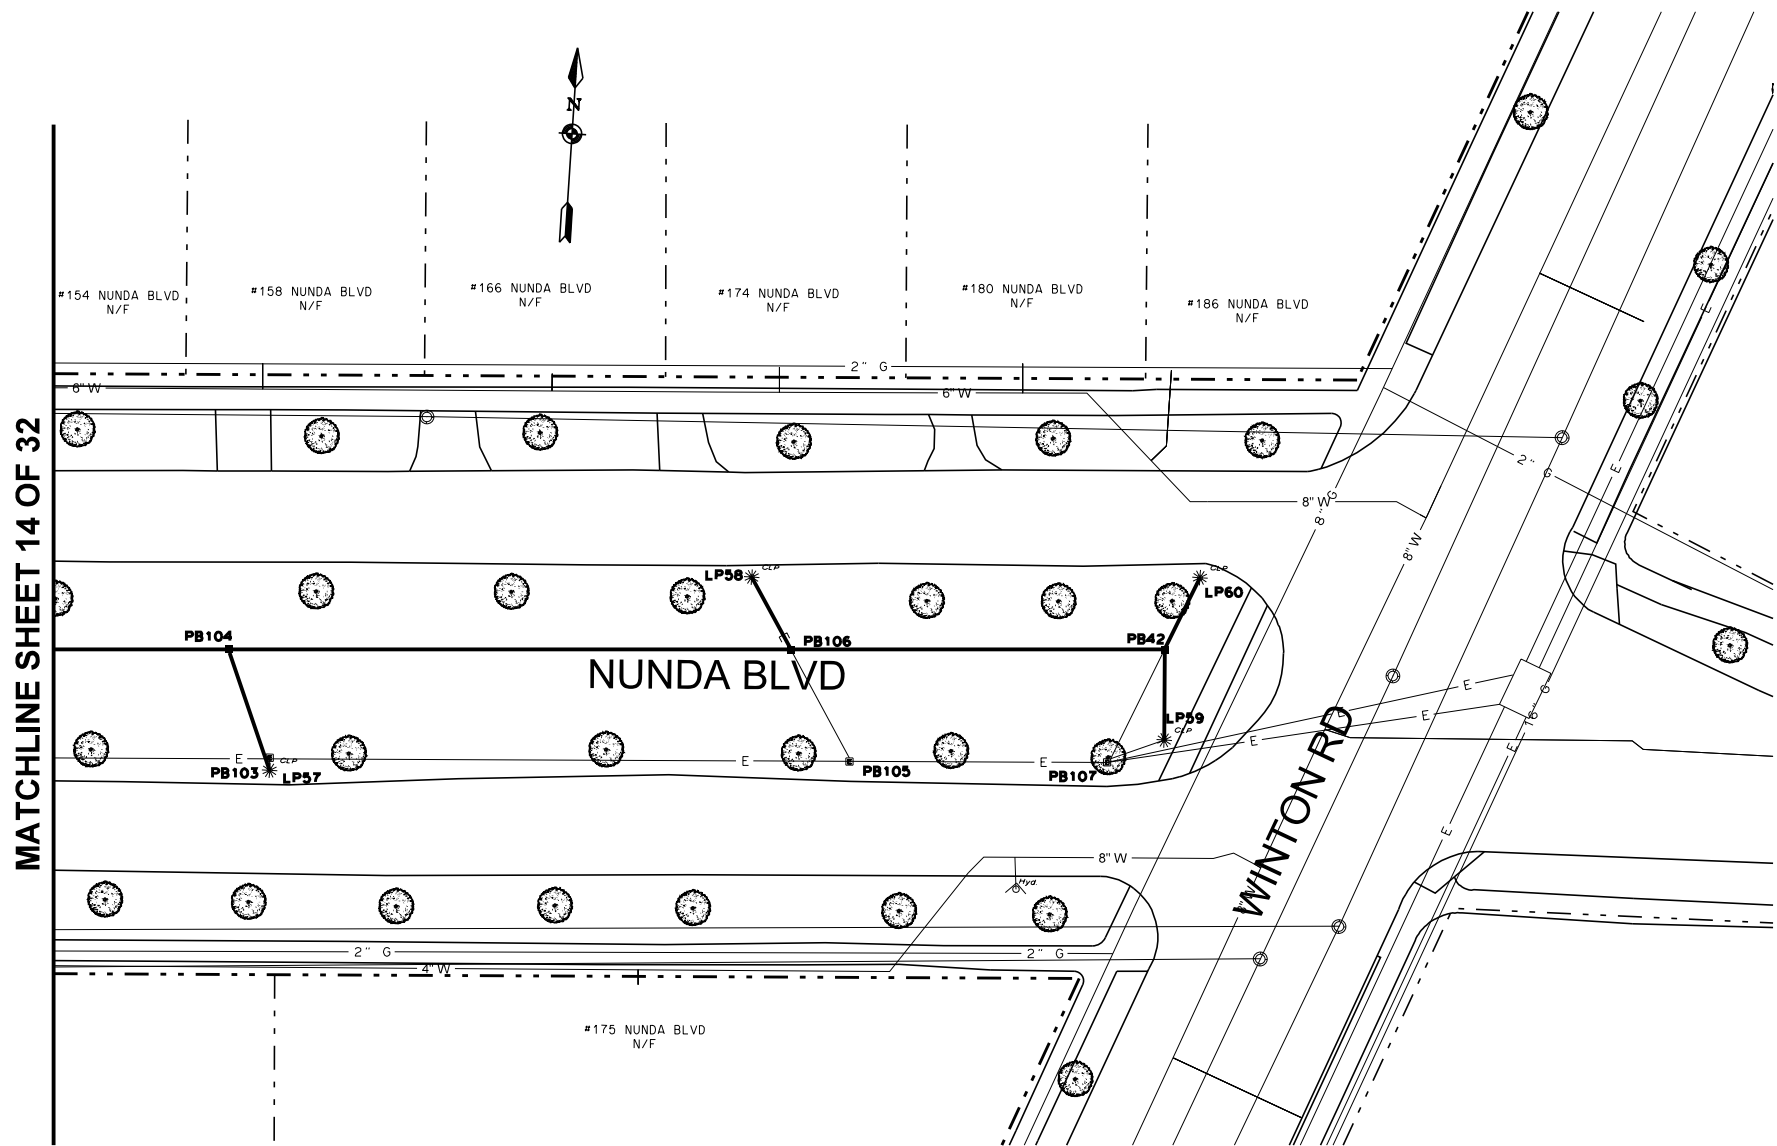 MATCHLINE SHEET 14 OF 32
N
#154 NUNDA BLVD
N/F
#158 NUNDA BLVD
N/F
#166 NUNDA BLVD
N/F
#174 NUNDA BLVD
N/F
#180 NUNDA BLVD
N/F
#186 NUNDA BLVD
N/F
E
2" G
6" W
6" W
E
2" G
8" W
8" G
8" W
LP58
CLP
CLP
LP60
PB104
E
PB106
PB42
NUNDA BLVD
E
E
G
16"
E
E
LP59
CLP
E
CLP
E
E
PB103
LP57
PB105
PB107
WINTON RD
E
8" W
Hyd.
2" G
2" G
4" W
#175 NUNDA BLVD
N/F